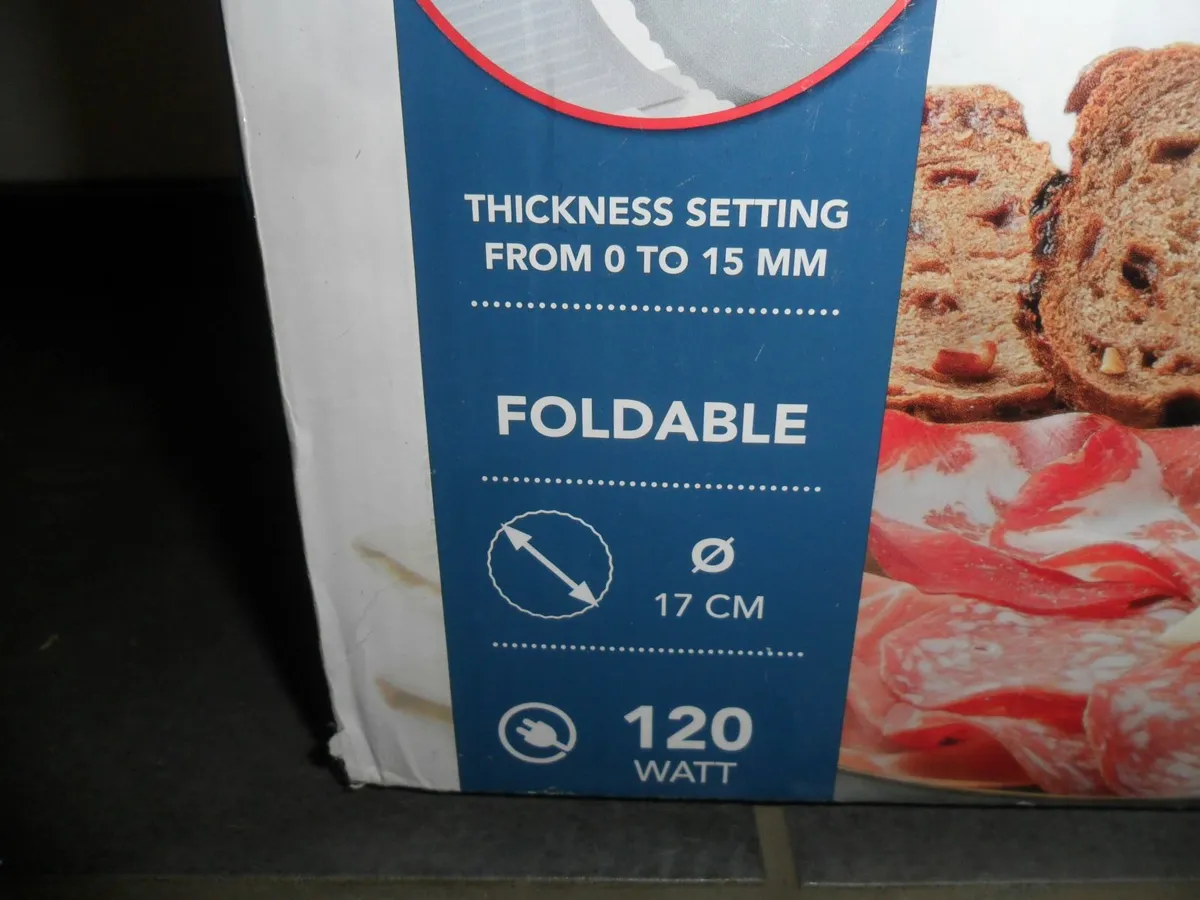 THICKNESS SETTING
FROM 0 TO 15 MM
FOLDABLE
Ø
17 CM
120
WATT